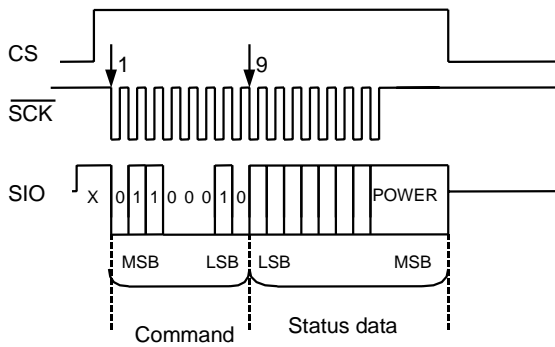 CS
1 9
SCK
SIO X 0 1 1 0 0 0 1 0 POWER
MSB LSB LSB MSB
Command Status data